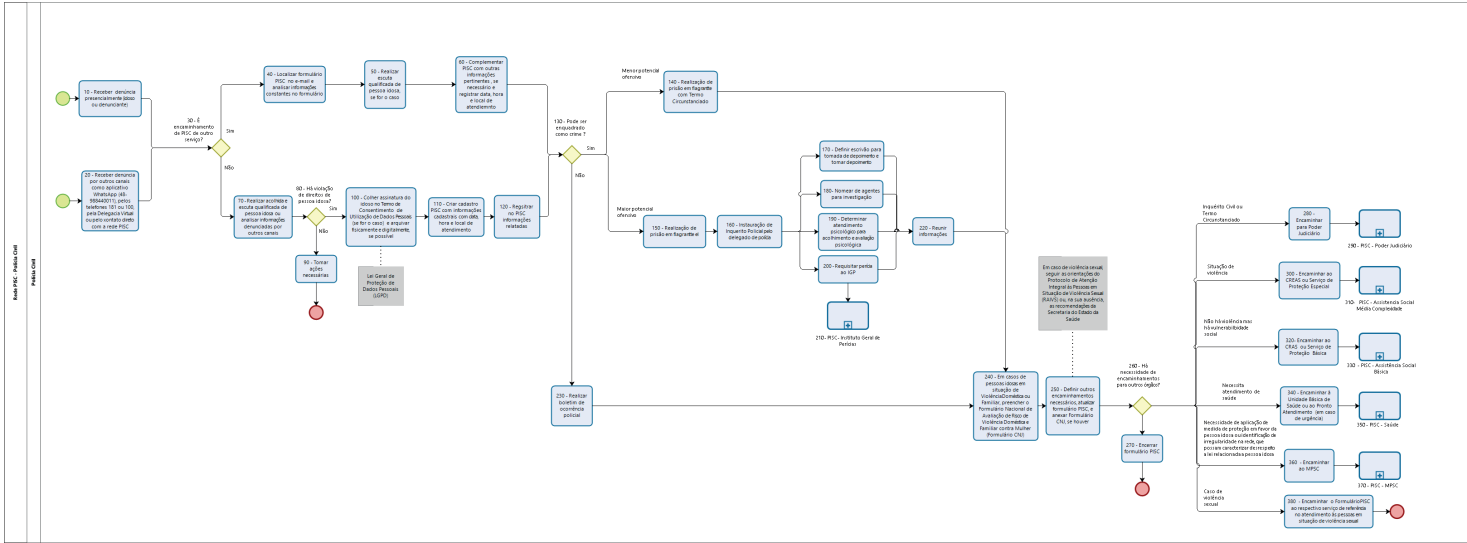 Rede PISC - Polícia Civil
Polícia Civil
10 - Receber denúncia
presencialmente (idoso
ou denunciante)
20 - Receber denúncia
por outros canais
como aplicativo
WhatsApp (48-
988440011), pelos
telefones 181 ou 100,
pela Delegacia Virtual
ou pelo contato direto
com a rede PISC
30 - É
encaminhamento
de PISC de outro
serviço?
Sim
Não
40 - Localizar formulário
PISC no e-mail e
analisar informações
constantes no formulário
50 - Realizar
escuta
qualificada de
pessoa idosa,
se for o caso
60 - Complementar
PISC com outras
informações
pertinentes , se
necessário e
registrar data, hora
e local de
atendimento
70 - Realizar acolhida e
escuta qualificada de
pessoa idosa ou
analisar informações
denunciadas por
outros canais
80 - Há violação
de direitos de
pessoa idosa?
Sim
Não
90 - Tomar
ações
necessárias
100 - Colher assinatura do
idoso no Termo de
Consentimento de
Utilização de Dados Pessoais
(se for o caso) e arquivar
fisicamente e digitalmente,
se possível
Lei Geral de
Proteção de
Dados Pessoais
(LGPD)
110 - Criar cadastro
PISC com informações
cadastrais com data,
hora e local de
atendimento
120 - Registrar
no PISC
informações
relatadas
130 - Pode ser
enquadrado
como crime ?
Sim
Não
Menor potencial
ofensivo
140 - Realização de
prisão em flagrante
com Termo
Circunstanciado
Maior potencial
ofensivo
150 - Realização de
prisão em flagrante
160 - Instauração de
Inquérito Policial pelo
delegado de polícia
170 - Definir escrivão para
tomada de depoimento e
tomar depoimento
180- Nomear de agentes
para investigação
190 - Determinar
atendimento
psicológico para
acolhimento e avaliação
psicológica
200 - Requisitar perícia
ao IGP
210 - PISC - Instituto Geral de
Perícias
220 - Reunir
informações
230 - Realizar
boletim de
ocorrência
policial
240 - Em casos de
pessoas idosas em
situação de
Violência Doméstica ou
Familiar, preencher o
Formulário Nacional de
Avaliação de Risco de
Violência Doméstica e
Familiar contra Mulher
(Formulário CNJ)
Em caso de violência sexual,
seguir as orientações do
Protocolo de Atenção
Integral às Pessoas em
Situação de Violência Sexual
(RAIVS) ou, na sua ausência,
as recomendações da
Secretaria do Estado da
Saúde
250 - Definir outros
encaminhamentos
necessários, atualizar
formulário PISC, e
anexar Formulário
CNJ, se houver
260 - Há
necessidade de
encaminhamentos
para outros órgãos?
270 - Encerrar
formulário PISC
Inquérito Civil ou
Termo
Circunstanciado
280 -
Encaminhar
para Poder
Judiciário
290 - PISC - Poder Judiciário
Situação de
violência
300 - Encaminhar ao
CREAS ou Serviço de
Proteção Especial
310 - PISC - Assistencia Social
Média Complexidade
Não há violência mas
há vulnerabilidade
social
320- Encaminhar ao
CRAS ou Serviço de
Proteção Básica
330 - PISC - Assistência Social
Básica
Necessita
atendimento de
saúde
340 - Encaminhar à
Unidade Básica de
Saúde ou ao Pronto
Atendimento (em caso
de urgência)
350 - PISC - Saúde
Necessidade de aplicação de
medida de proteção em favor da
pessoa idosa ou identificação de
irregularidade na rede, que
possam caracterizar desrespeito
a lei relacionada a pessoa idosa
360 - Encaminhar
ao MPSC
370 - PISC - MPSC
Caso de
violência
sexual
380 - Encaminhar o Formulário PISC
ao respectivo serviço de referência
no atendimento às pessoas em
situação de violência sexual